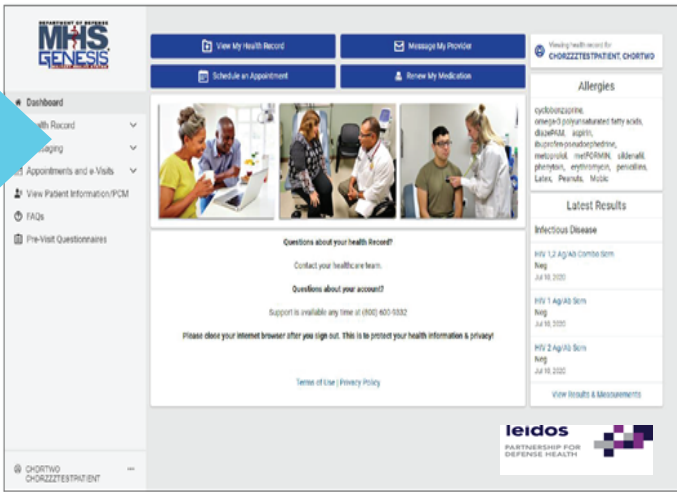 DEPARTMENT OF DEFENSE
MHS
GENESIS
Dashboard
Health Record
Messaging
Appointments and e-Visits
View Patient Information/PCM
FAQs
Pre-Visit Questionnaires
CHORTWO
CHORZZZTESTPATIENT
View My Health Record
Message My Provider
Schedule an Appointment
Renew My Medication
Questions about your health Record?
Contact your healthcare team.
Questions about your account?
Support is available any time at (800) 600-9332
Please close your internet browser after you sign out. This is to protect your health information & privacy!
Terms of Use | Privacy Policy
Viewing health record for
CHORZZZTESTPATIENT, CHORTWO
Allergies
cyclobenzaprine,
omega-3 polyunsaturated fatty acids,
diazePAM, aspirin,
ibuprofen-pseudoephedrine,
metoprolol, metFORMIN, sildenafil,
phenytoin, erythromycin, penicillins,
Latex, Peanuts, Mobic
Latest Results
Infectious Disease
HIV 1,2 Ag/Ab Combo Scrn
Neg
Jul 18, 2020
HIV 1 Ag/Ab Scrn
Neg
Jul 18, 2020
HIV 2 Ag/Ab Scrn
Neg
Jul 18, 2020
View Results & Measurements
leidos
PARTNERSHIP FOR
DEFENSE HEALTH